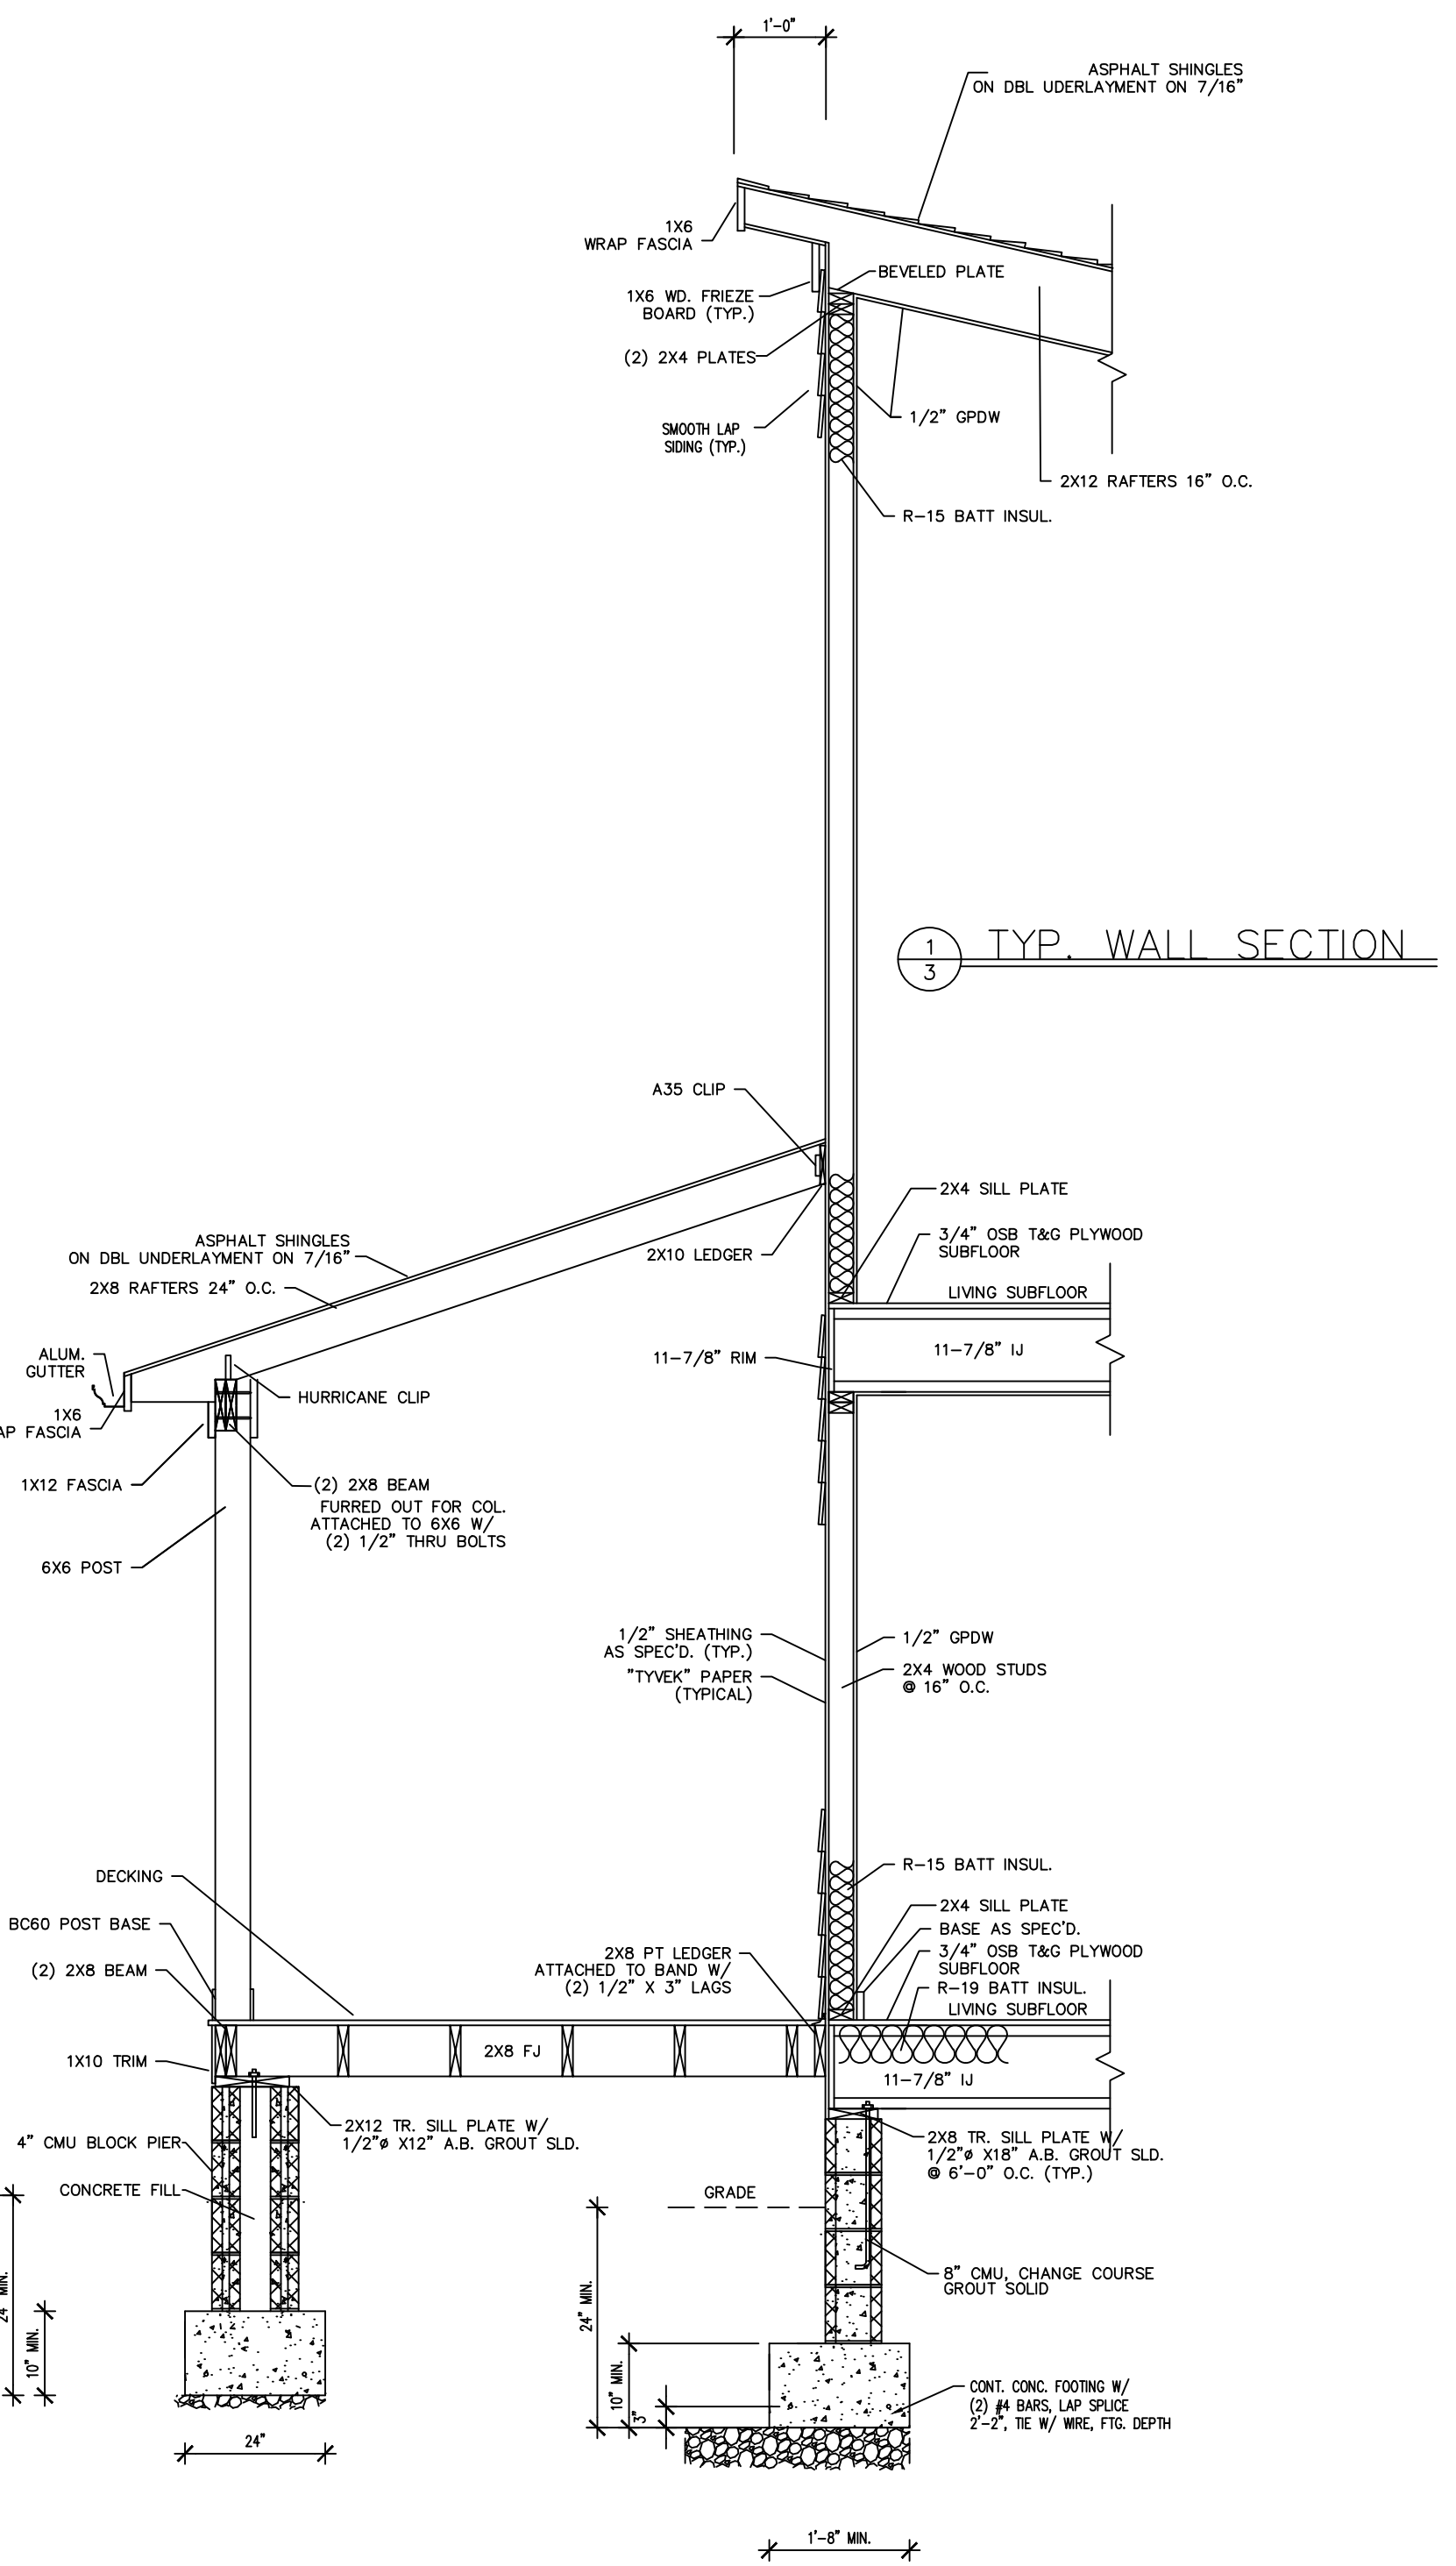 1'-0"
ASPHALT SHINGLES
ON DBL UDERLAYMENT ON 7/16"
1X6
WRAP FASCIA
BEVELED PLATE
1X6 WD. FRIEZE
BOARD (TYP.)
(2) 2X4 PLATES
SMOOTH LAP
SIDING (TYP.)
1/2" GPDW
2X12 RAFTERS 16" O.C.
R-15 BATT INSUL.
1
3
TYP. WALL SECTION
A35 CLIP
2X4 SILL PLATE
3/4" OSB T&G PLYWOOD
SUBFLOOR
LIVING SUBFLOOR
ASPHALT SHINGLES
ON DBL UNDERLAYMENT ON 7/16"
2X10 LEDGER
2X8 RAFTERS 24" O.C.
11-7/8" RIM
11-7/8" IJ
ALUM.
GUTTER
HURRICANE CLIP
1X6
AP FASCIA
1X12 FASCIA
(2) 2X8 BEAM
FURRED OUT FOR COL.
ATTACHED TO 6X6 W/
(2) 1/2" THRU BOLTS
6X6 POST
1/2" SHEATHING
AS SPEC'D. (TYP.)
"TYVEK" PAPER
(TYPICAL)
1/2" GPDW
2X4 WOOD STUDS
@ 16" O.C.
DECKING
R-15 BATT INSUL.
BC60 POST BASE
2X4 SILL PLATE
BASE AS SPEC'D.
(2) 2X8 BEAM
2X8 PT LEDGER
ATTACHED TO BAND W/
(2) 1/2" X 3" LAGS
3/4" OSB T&G PLYWOOD
SUBFLOOR
R-19 BATT INSUL.
LIVING SUBFLOOR
1X10 TRIM
2X8 FJ
11-7/8" IJ
2X12 TR. SILL PLATE W/
1/2"ø X12" A.B. GROUT SLD.
4" CMU BLOCK PIER
2X8 TR. SILL PLATE W/
1/2"ø X18" A.B. GROUT SLD.
@ 6'-0" O.C. (TYP.)
CONCRETE FILL
GRADE
8" CMU, CHANGE COURSE
GROUT SOLID
24" MIN.
10" MIN.
24" MIN.
10" MIN.
3"
CONT. CONC. FOOTING W/
(2) #4 BARS, LAP SPLICE
2'-2", TIE W/ WIRE, FTG. DEPTH
24"
1'-8" MIN.